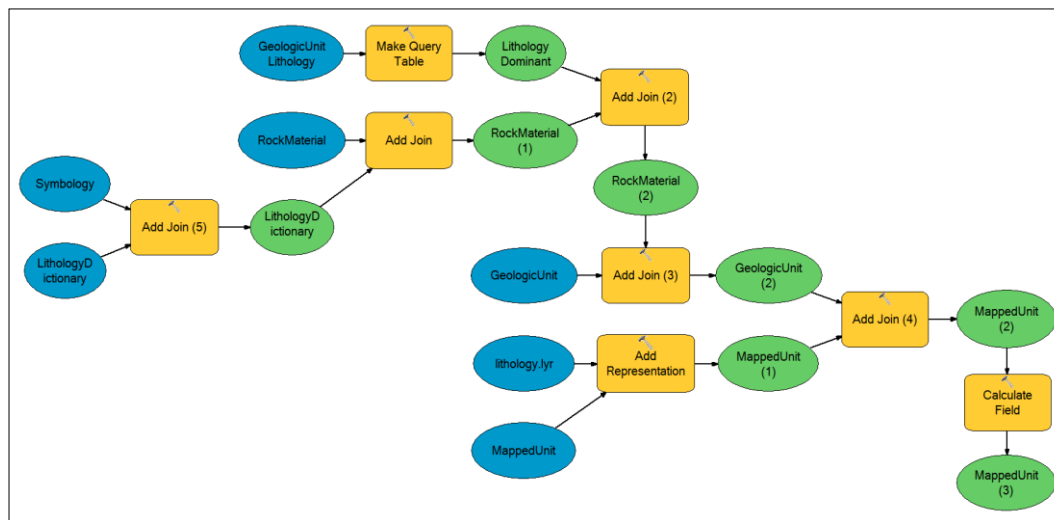 GeologicUnit
Lithology
Make Query
Table
Lithology
Dominant
Add Join (2)
RockMaterial
Add Join
RockMaterial
(1)
Symbology
RockMaterial
(2)
Add Join (5)
LithologyD
ictionary
LithologyD
ictionary
GeologicUnit
Add Join (3)
GeologicUnit
(2)
Add Join (4)
MappedUnit
(2)
lithology.lyr
Add
Representation
MappedUnit
(1)
Calculate
Field
MappedUnit
MappedUnit
(3)